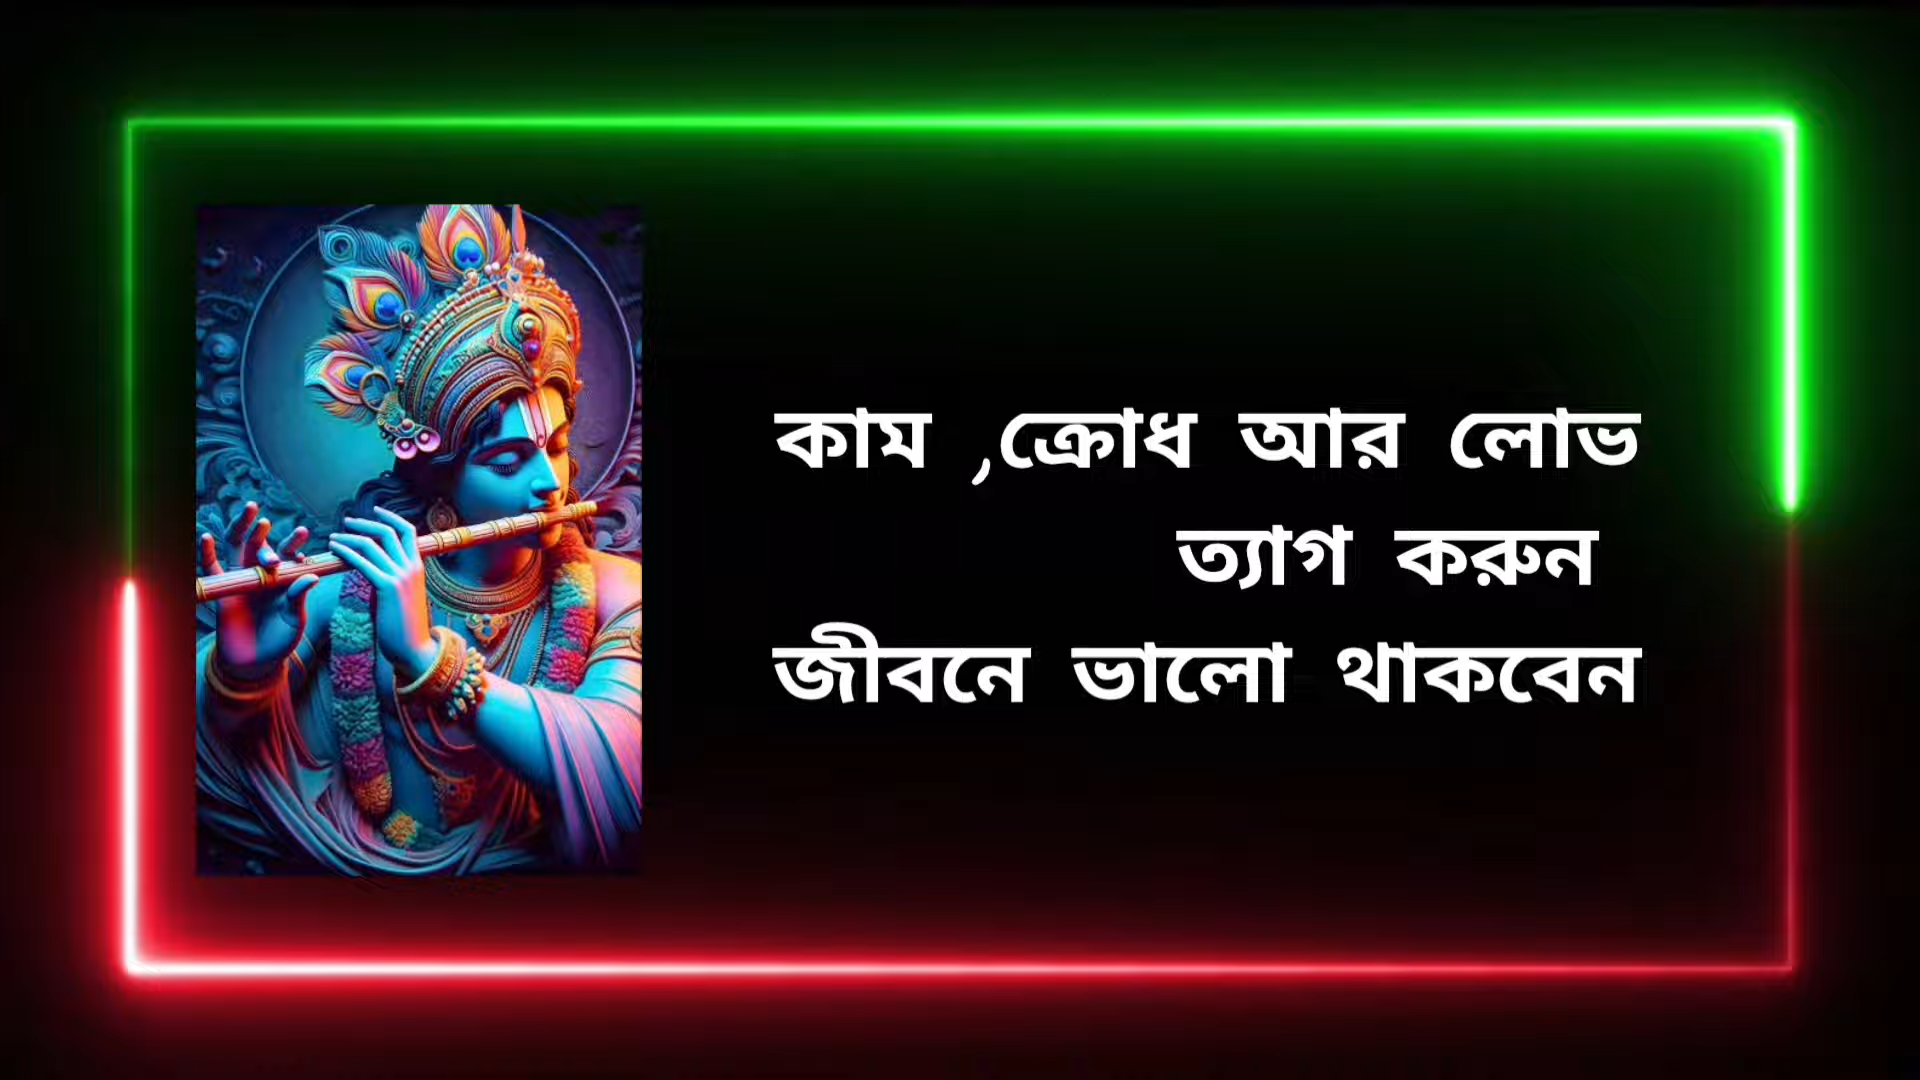 কাম ,ক্রোধ আর লোভ
ত্যাগ করুন
জীবনে ভালো থাকবেন